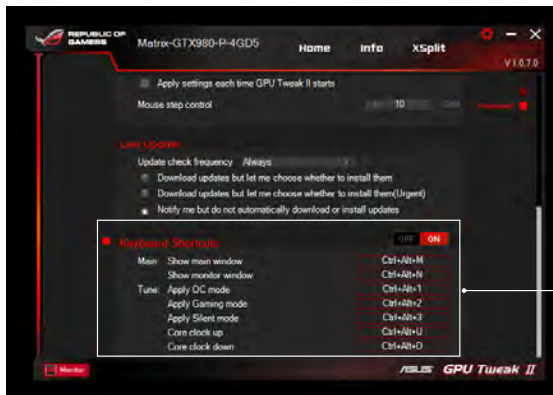 REPUBLIC OF
GAMERS
Matrix-GTX980-P-4GD5
Home Info XSplit
V1.0.7.0
Apply settings each time GPU Tweak II starts
Mouse step control 10
Live Update
Update check frequency Always
Download updates but let me choose whether to install them
Download updates but let me choose whether to install them(Urgent)
Notify me but do not automatically download or install updates
Keyboard Shortcuts OFF ON
Main: Show main window Ctrl+Alt+M
Show monitor window Ctrl+Alt+N
Tune: Apply OC mode Ctrl+Alt+1
Apply Gaming mode Ctrl+Alt+2
Apply Silent mode Ctrl+Alt+3
Core clock up Ctrl+Alt+U
Core clock down Ctrl+Alt+D
Monitor
ASUS GPU Tweak II